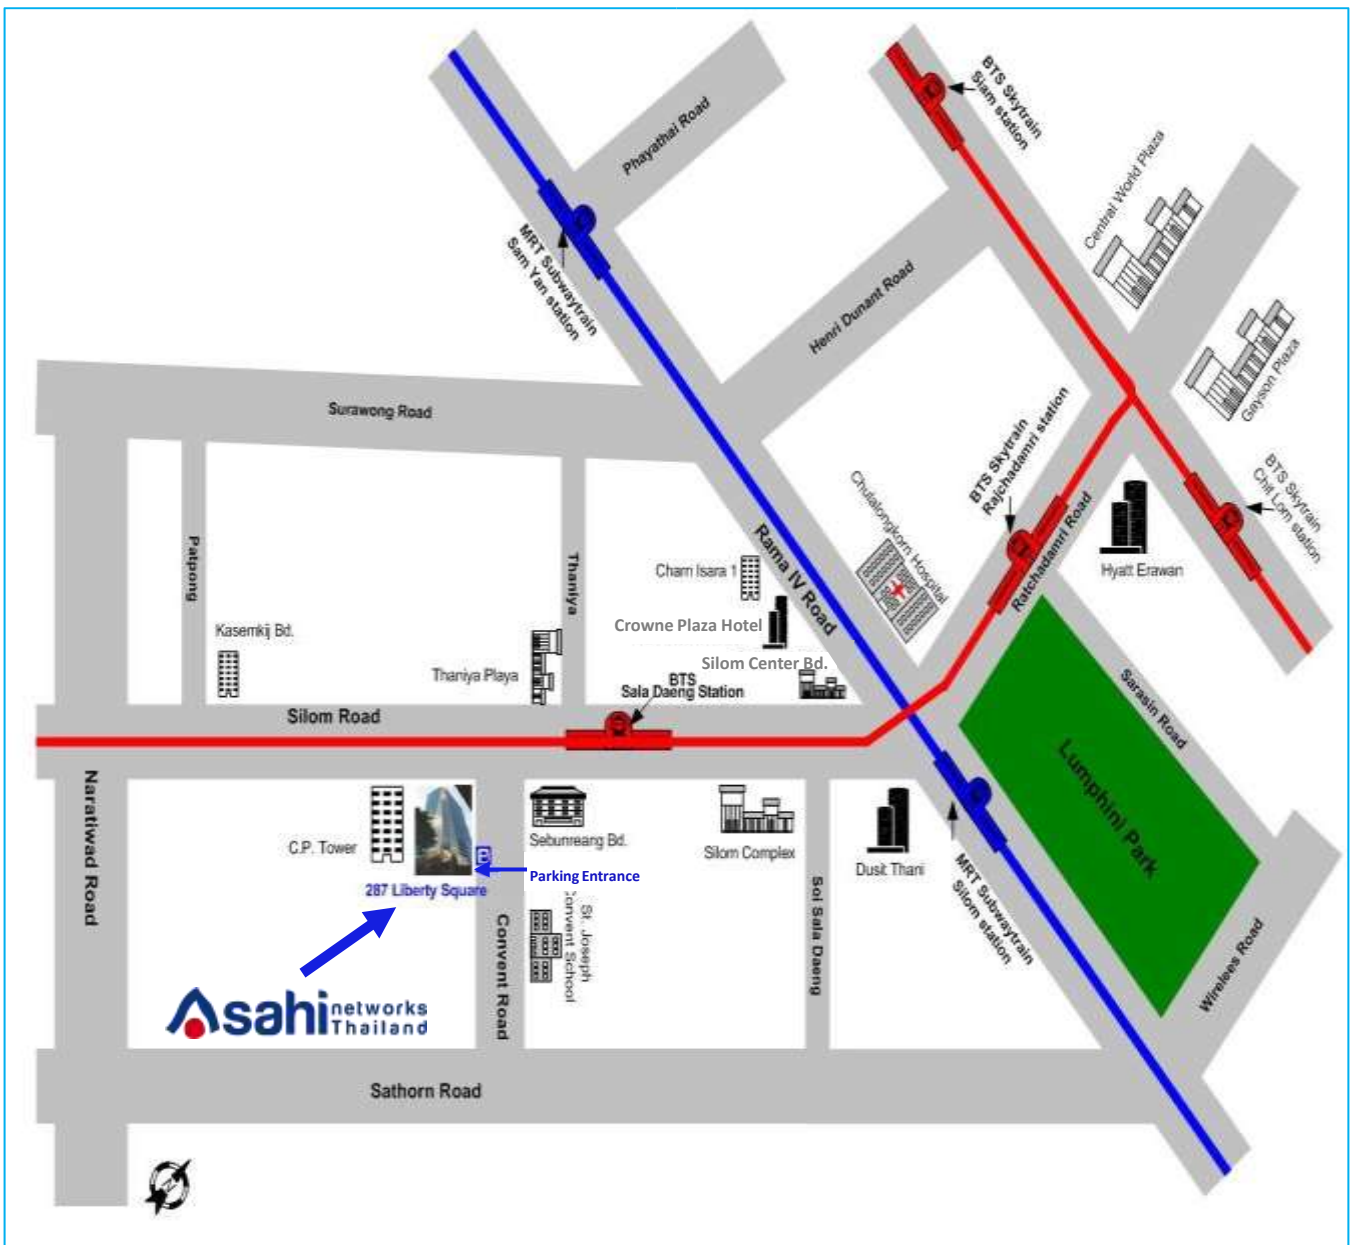 BTS Skytrain
Siam station
Phayathai Road
Central World Plaza
MRT Subwaytrain
Sam Yan station
Henri Dunant Road
Gayson Plaza
Surawong Road
BTS Skytrain
Rajchadamri station
BTS Skytrain
Chit Lom station
Chulalongkorn Hospital
Rama IV Road
Ratchadamri Road
Hyatt Erawan
Patpong
Thaniya
Charn Isara 1
Crowne Plaza Hotel
Kasemkij Bd.
Silom Center Bd.
Thaniya Playa
BTS
Sala Daeng Station
Sarasin Road
Silom Road
Lumphini Park
Naratiwad Road
C.P. Tower
Sebunreang Bd.
Silom Complex
Dusit Thani
Parking Entrance
287 Liberty Square
MRT Subwaytrain
Silom station
Soi Sala Daeng
St. Joseph
Convent School
Convent Road
Wirelees Road
Asahi networks
Thailand
Sathorn Road
N